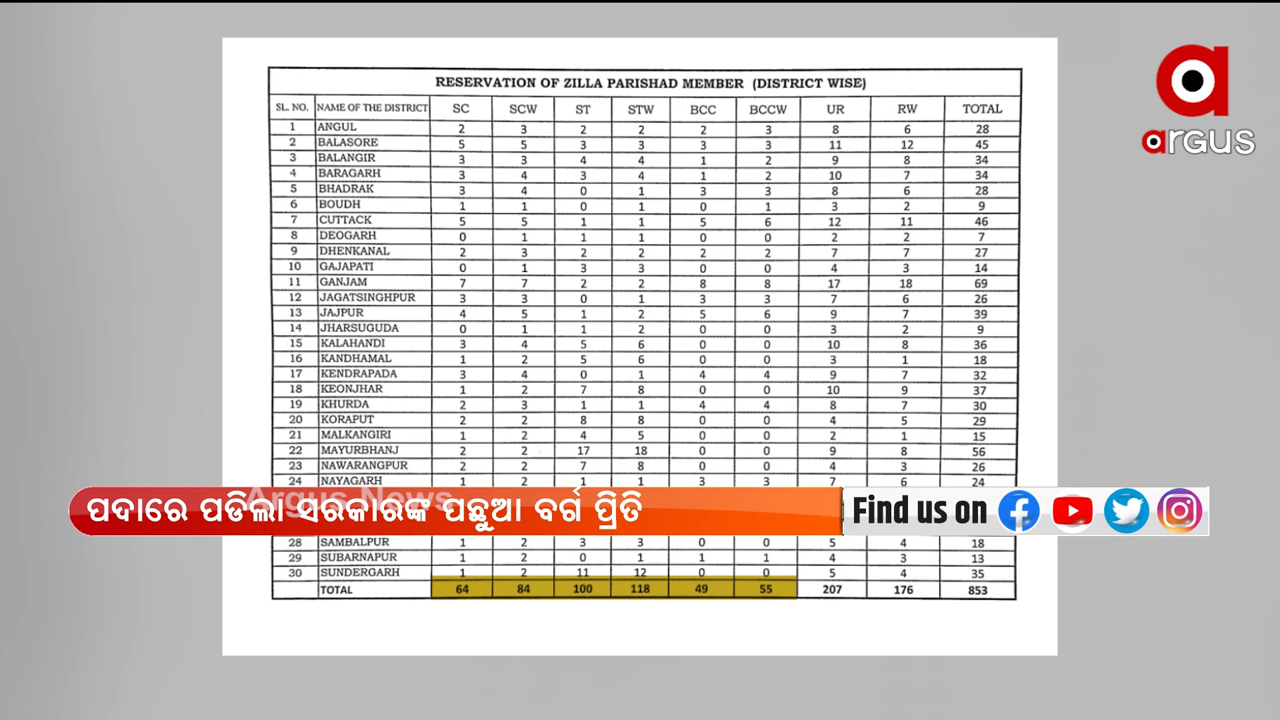 RESERVATION OF ZILLA PARISHAD MEMBER (DISTRICT WISE)
SL. NO. NAME OF THE DISTRICT SC SCW ST STW BCC BCCW UR RW TOTAL
1 ANGUL 2 3 2 2 2 3 8 6 28
2 BALASORE 5 5 3 3 3 3 11 12 45
3 BALANGIR 3 3 4 4 1 2 9 8 34
4 BARAGARH 3 4 3 4 1 2 10 7 34
5 BHADRAK 3 4 0 1 3 3 8 6 28
6 BOUDH 1 1 0 1 0 1 3 2 9
7 CUTTACK 5 5 1 1 5 6 12 11 46
8 DEOGARH 0 1 1 1 0 0 2 2 7
9 DHENKANAL 2 3 2 2 2 2 7 7 27
10 GAJAPATI 0 1 3 3 0 0 4 3 14
11 GANJAM 7 7 2 2 8 8 17 18 69
12 JAGATSINGHPUR 3 3 0 1 3 3 7 6 26
13 JAJPUR 4 5 1 2 5 6 9 7 39
14 JHARSUGUDA 0 1 1 2 0 0 3 2 9
15 KALAHANDI 3 4 5 6 0 0 10 8 36
16 KANDHAMAL 1 2 5 6 0 0 3 1 18
17 KENDRAPADA 3 4 0 1 4 4 9 7 32
18 KEONJHAR 1 2 7 8 0 0 10 9 37
19 KHURDA 2 3 1 1 4 4 8 7 30
20 KORAPUT 2 2 8 8 0 0 4 5 29
21 MALKANGIRI 1 2 4 5 0 0 2 1 15
22 MAYURBHANJ 2 2 17 18 0 0 9 8 56
23 NAWARANGPUR 2 2 7 8 0 0 4 3 26
24 NAYAGARH 1 2 1 1 3 3 7 6 24
Argus News
ପଦାରେ ପଡିଲା ସରକାରଙ୍କ ପଛୁଆ ବର୍ଗ ପ୍ରିତି
Find us on
28 SAMBALPUR 1 2 3 3 0 0 5 4 18
29 SUBARNAPUR 1 2 0 1 1 1 4 3 13
30 SUNDERGARH 1 2 11 12 0 0 5 4 35
TOTAL 64 84 100 118 49 55 207 176 853
argus